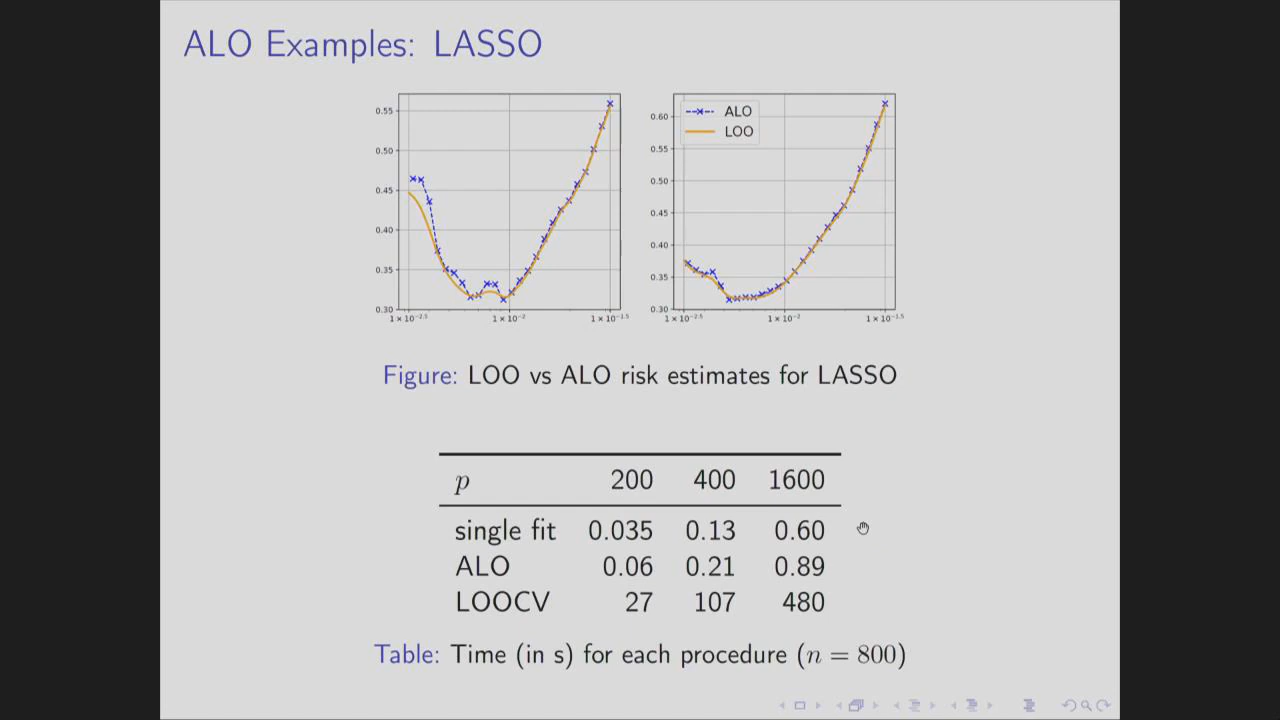 ALO Examples: LASSO
0.55
0.50
0.45
0.40
0.35
0.30
1 × 10^−2.5
1 × 10^−2
1 × 10^−1.5
ALO
LOO
0.60
0.55
0.50
0.45
0.40
0.35
0.30
1 × 10^−2.5
1 × 10^−2
1 × 10^−1.5
Figure: LOO vs ALO risk estimates for LASSO
p 200 400 1600
single fit 0.035 0.13 0.60
ALO 0.06 0.21 0.89
LOOCV 27 107 480
Table: Time (in s) for each procedure (n = 800)